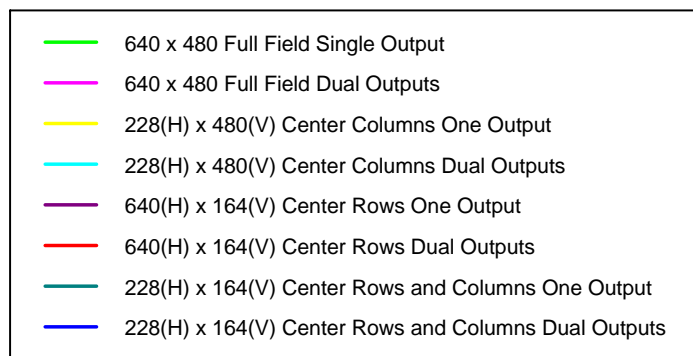 640 x 480 Full Field Single Output
640 x 480 Full Field Dual Outputs
228(H) x 480(V) Center Columns One Output
228(H) x 480(V) Center Columns Dual Outputs
640(H) x 164(V) Center Rows One Output
640(H) x 164(V) Center Rows Dual Outputs
228(H) x 164(V) Center Rows and Columns One Output
228(H) x 164(V) Center Rows and Columns Dual Outputs